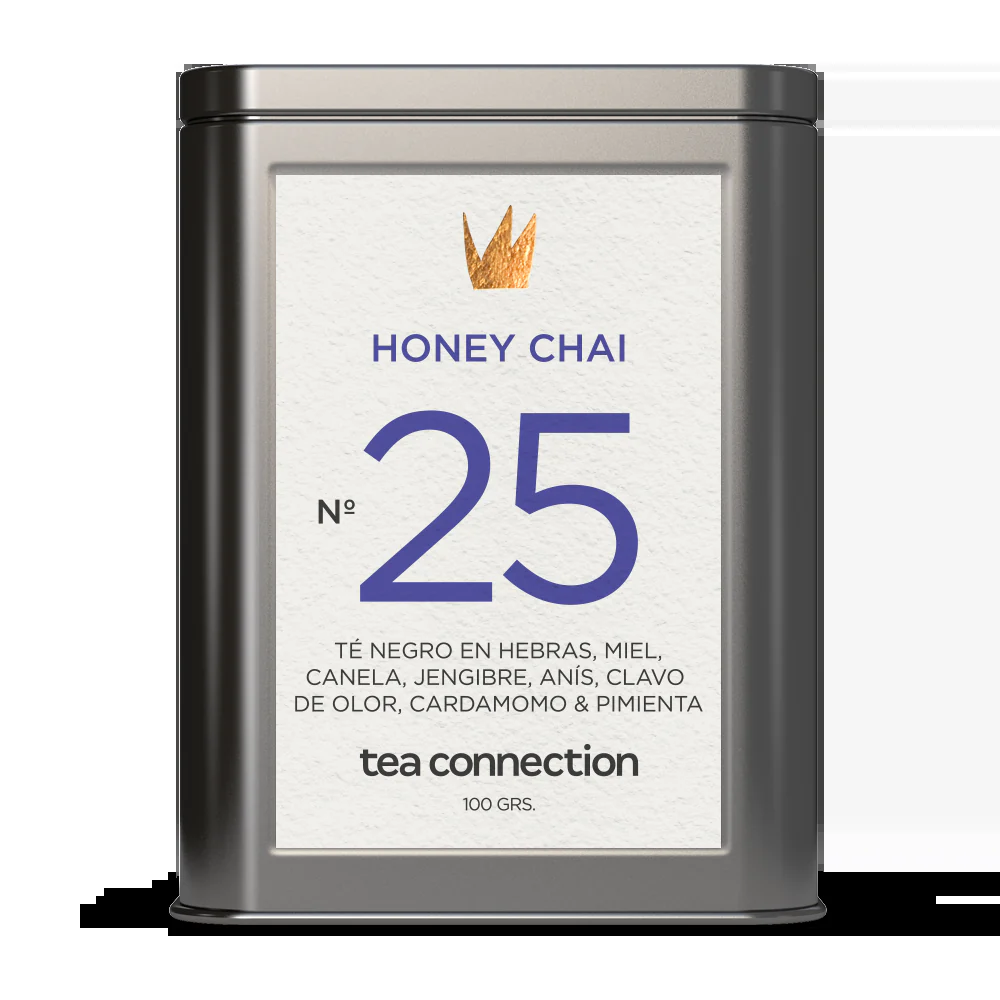 HONEY CHAI
Nº 25
TÉ NEGRO EN HEBRAS, MIEL,
CANELA, JENGIBRE, ANÍS, CLAVO
DE OLOR, CARDAMOMO & PIMIENTA
tea connection
100 GRS.